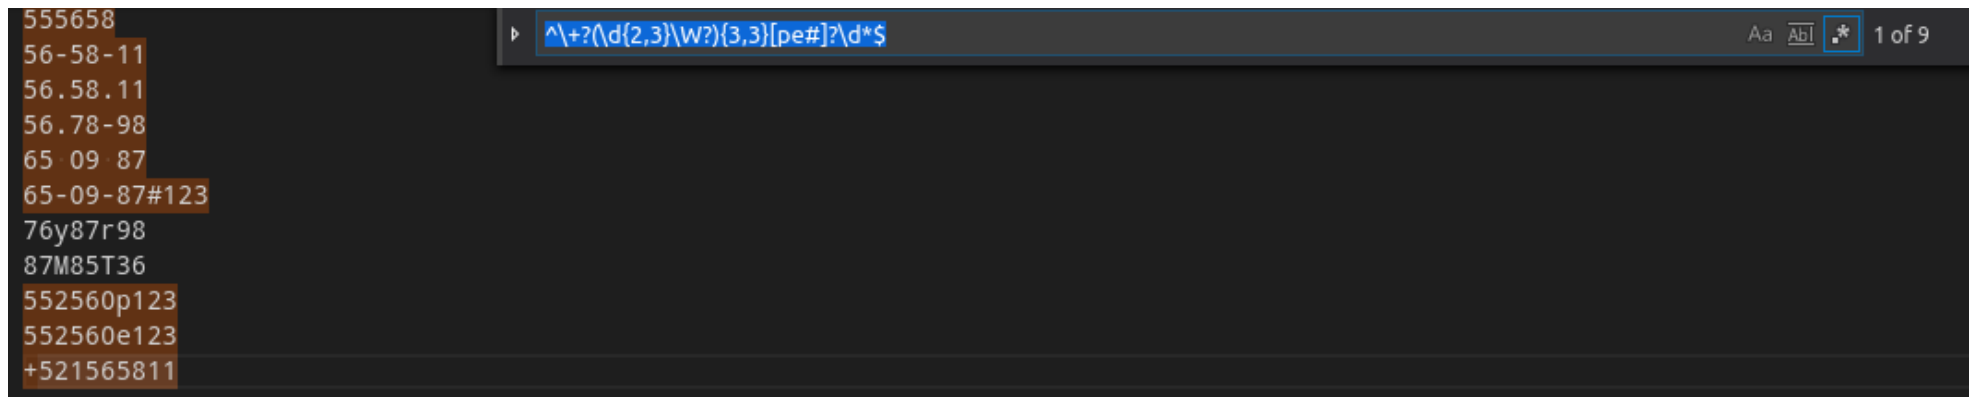 555658
^\+?(\d{2,3}\W?){3,3}[pe#]?\d*$ Aa Abl .* 1 of 9
56-58-11
56.58.11
56.78-98
65·09·87
65-09-87#123
76y87r98
87M85T36
552560p123
552560e123
+521565811